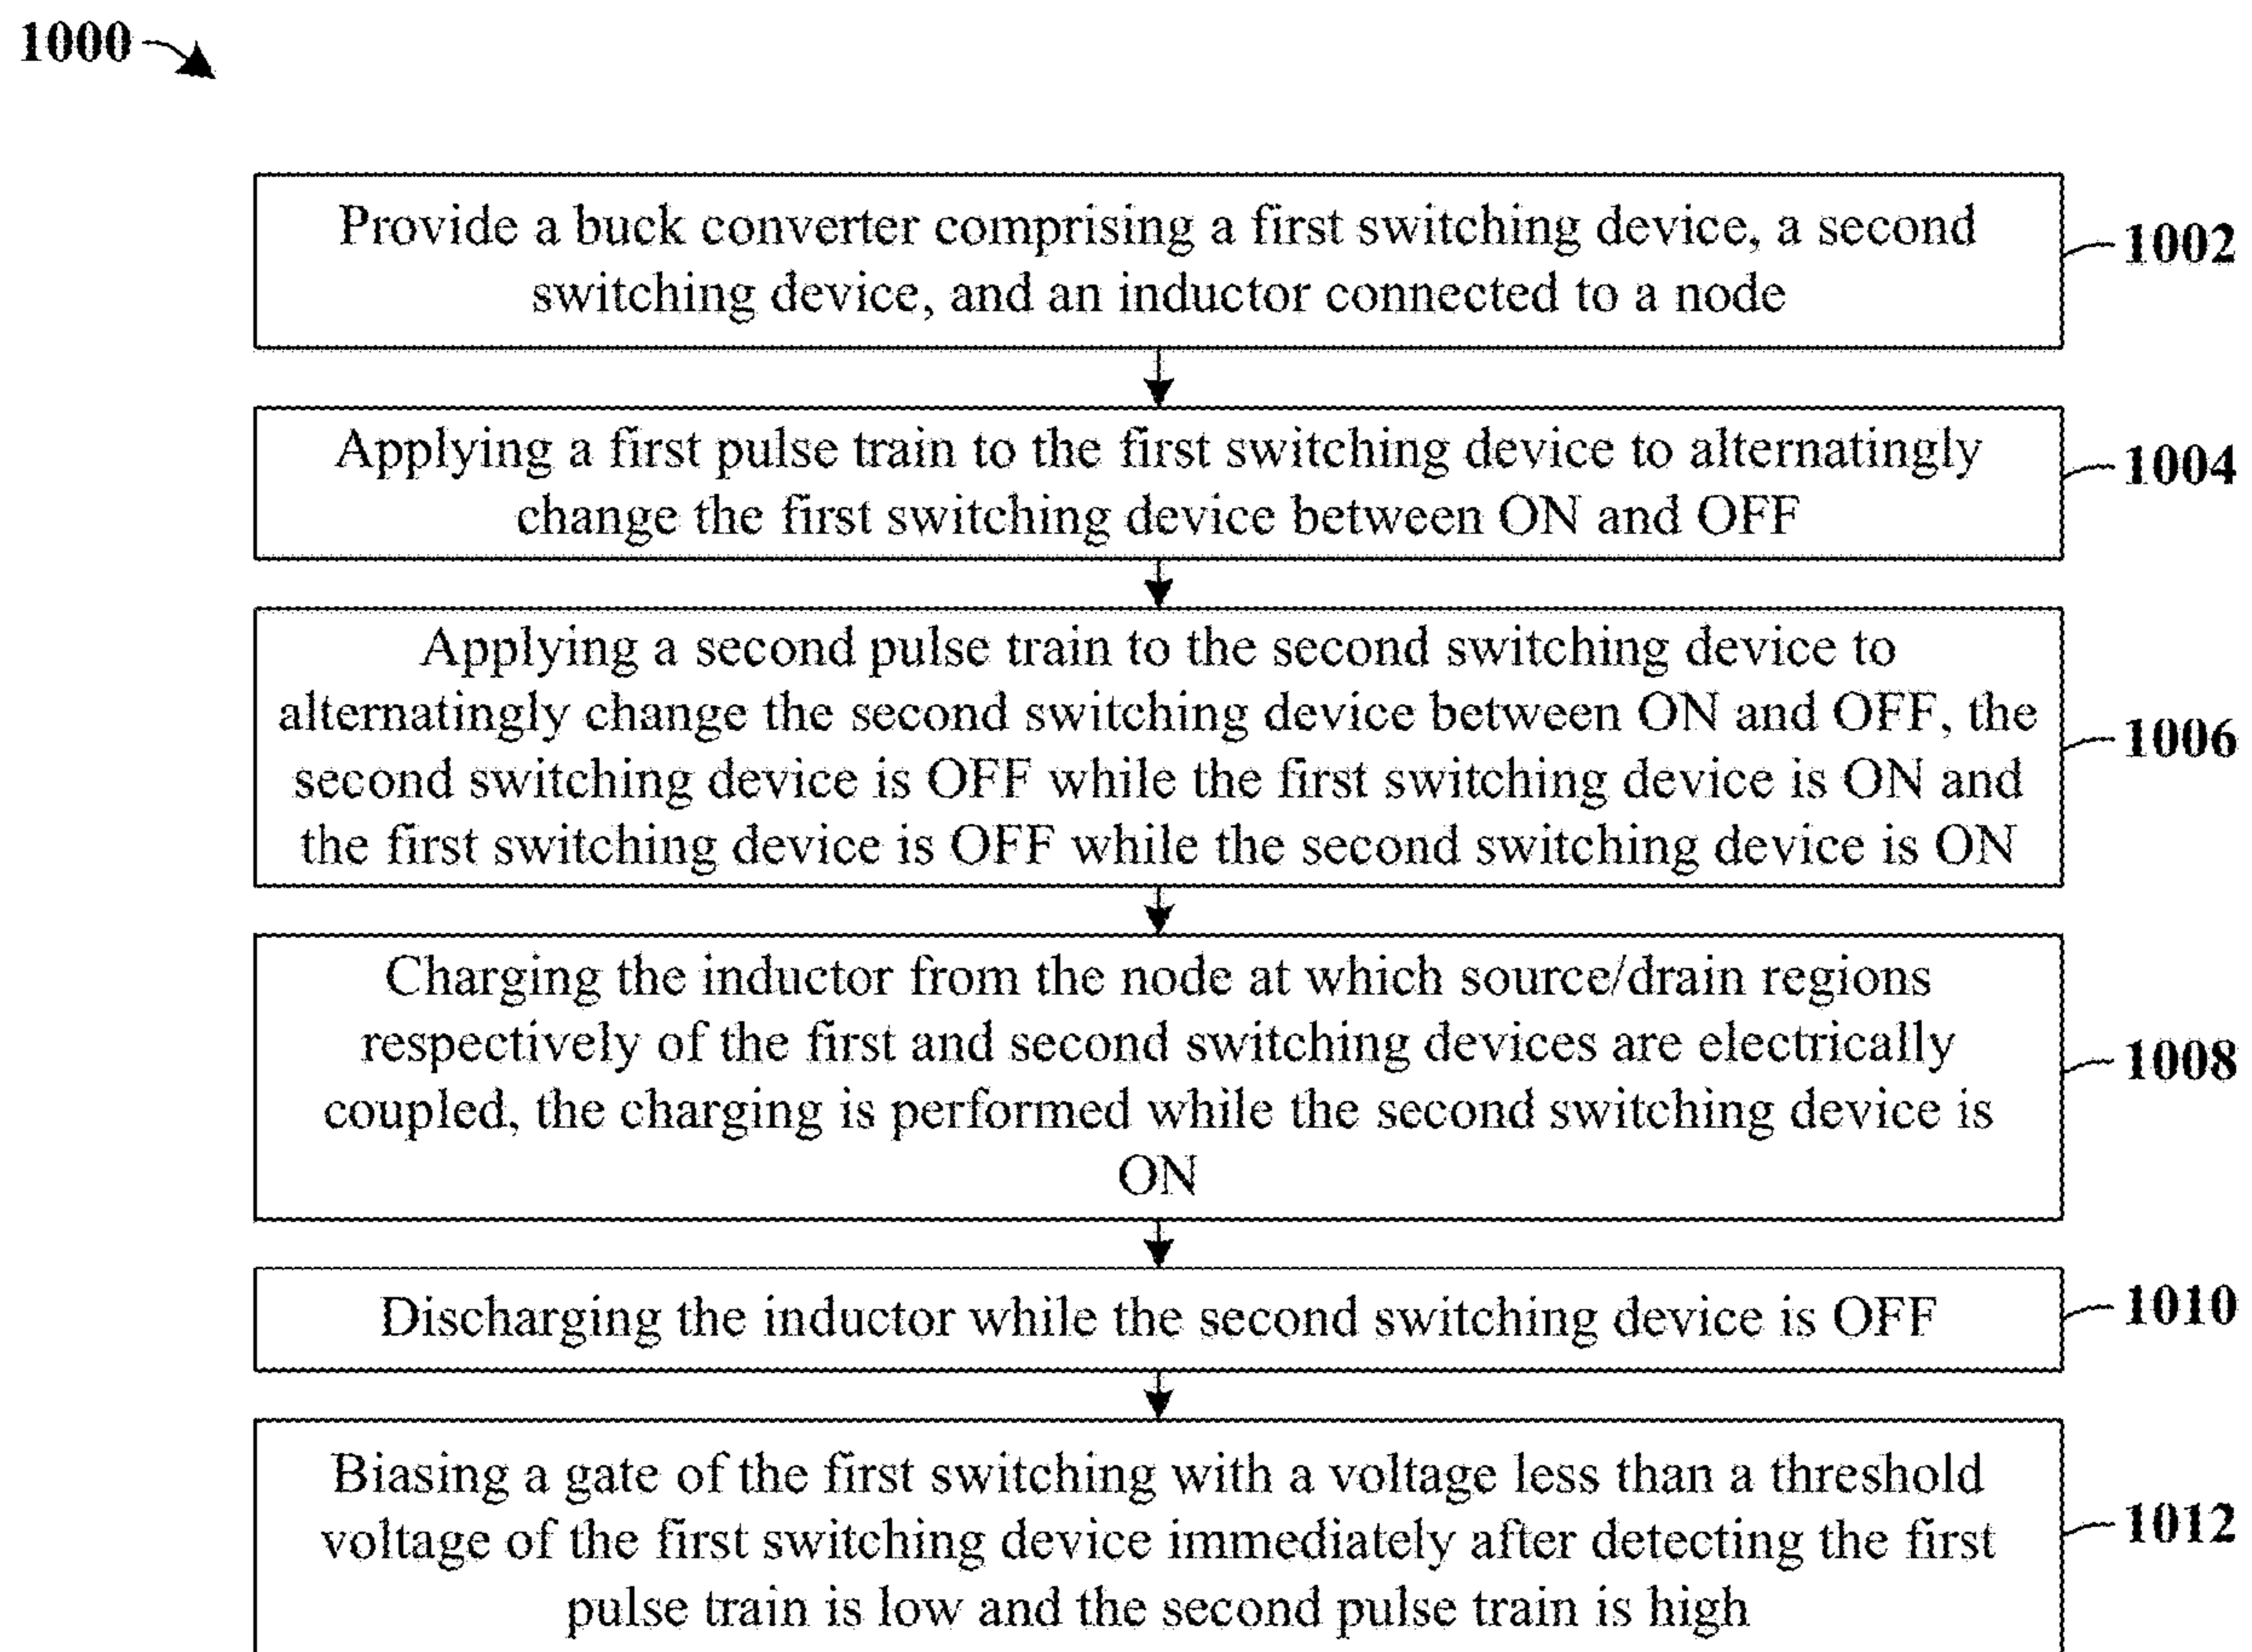 1000
Provide a buck converter comprising a first switching device, a second
switching device, and an inductor connected to a node
1002
Applying a first pulse train to the first switching device to alternatingly
change the first switching device between ON and OFF
1004
Applying a second pulse train to the second switching device to
alternatingly change the second switching device between ON and OFF, the
second switching device is OFF while the first switching device is ON and
the first switching device is OFF while the second switching device is ON
1006
Charging the inductor from the node at which source/drain regions
respectively of the first and second switching devices are electrically
coupled, the charging is performed while the second switching device is
ON
1008
Discharging the inductor while the second switching device is OFF
1010
Biasing a gate of the first switching with a voltage less than a threshold
voltage of the first switching device immediately after detecting the first
pulse train is low and the second pulse train is high
1012